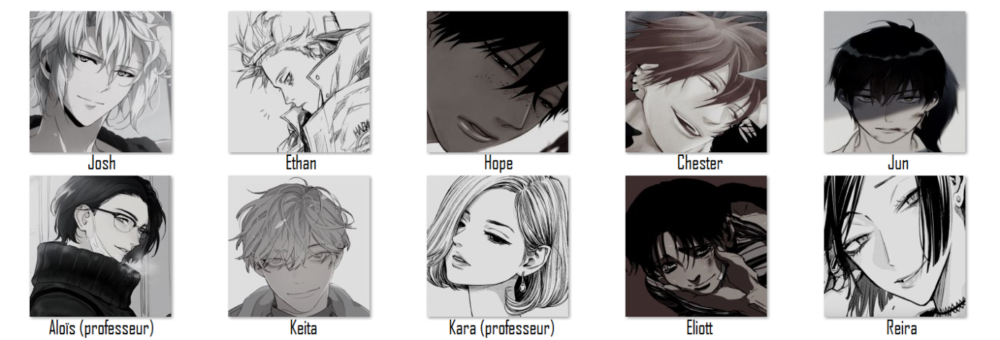 Josh
Ethan
Hope
Chester
Jun
Aloïs (professeur)
Keita
Kara (professeur)
Eliott
Reira